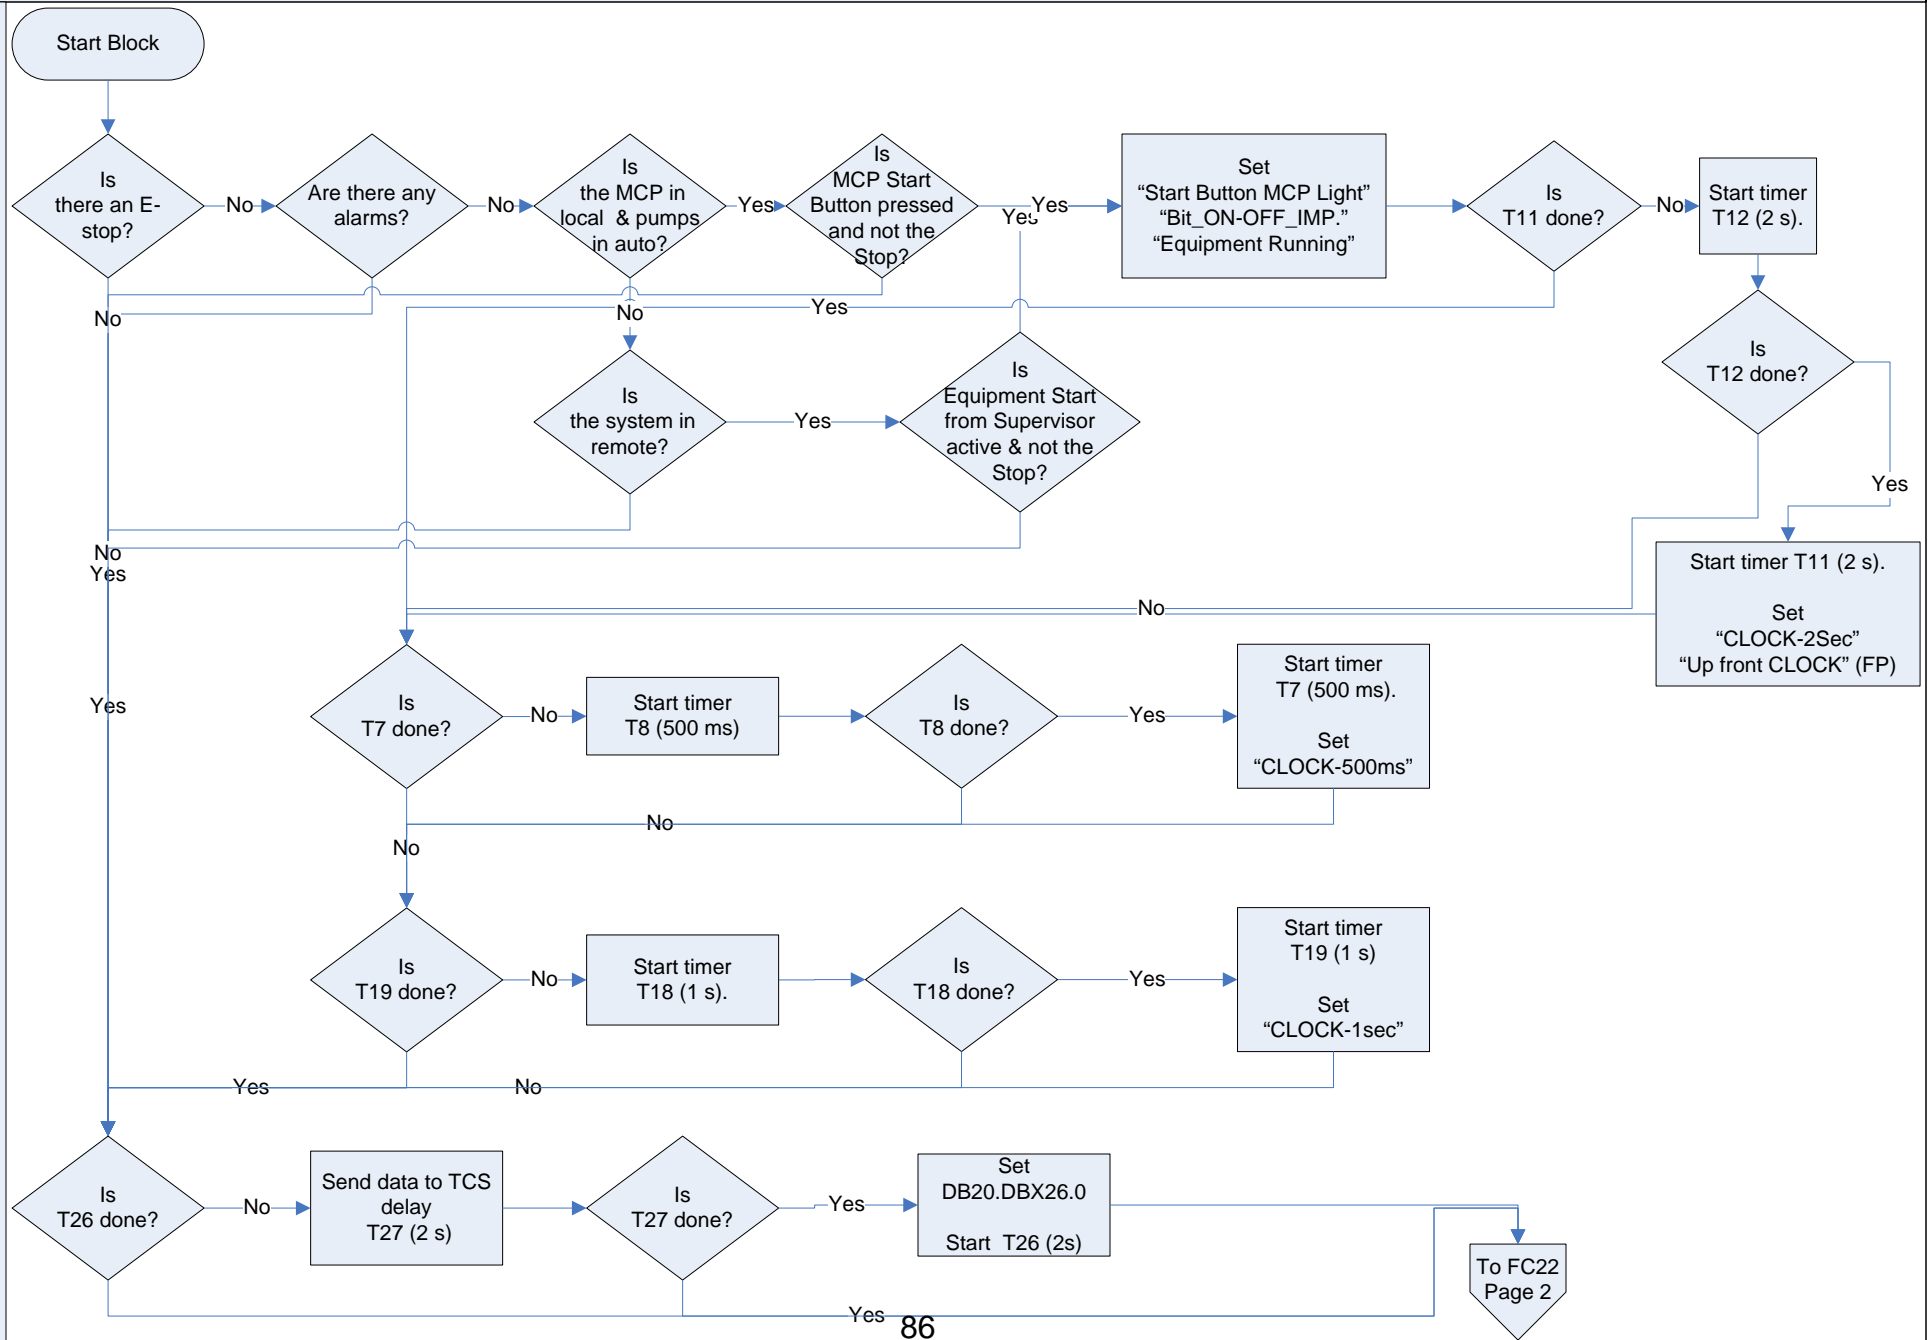 Start Block
Is
there an E-
stop?
No
Are there any
alarms?
No
Is
the MCP in
local & pumps
in auto?
Yes
Is
MCP Start
Button pressed
and not the
Stop?
Yes
Yes
Set
“Start Button MCP Light”
“Bit_ON-OFF_IMP.”
“Equipment Running”
Is
T11 done?
No
Start timer
T12 (2 s).
No
No
Yes
Is
T12 done?
Is
the system in
remote?
Yes
Is
Equipment Start
from Supervisor
active & not the
Stop?
Yes
No
Yes
Start timer T11 (2 s).
Set
“CLOCK-2Sec”
“Up front CLOCK” (FP)
No
Yes
Is
T7 done?
No
Start timer
T8 (500 ms)
Is
T8 done?
Yes
Start timer
T7 (500 ms).
Set
“CLOCK-500ms”
No
No
Is
T19 done?
No
Start timer
T18 (1 s).
Is
T18 done?
Yes
Start timer
T19 (1 s)
Set
“CLOCK-1sec”
Yes
No
Is
T26 done?
No
Send data to TCS
delay
T27 (2 s)
Is
T27 done?
Yes
Set
DB20.DBX26.0
Start T26 (2s)
To FC22
Page 2
Yes
86